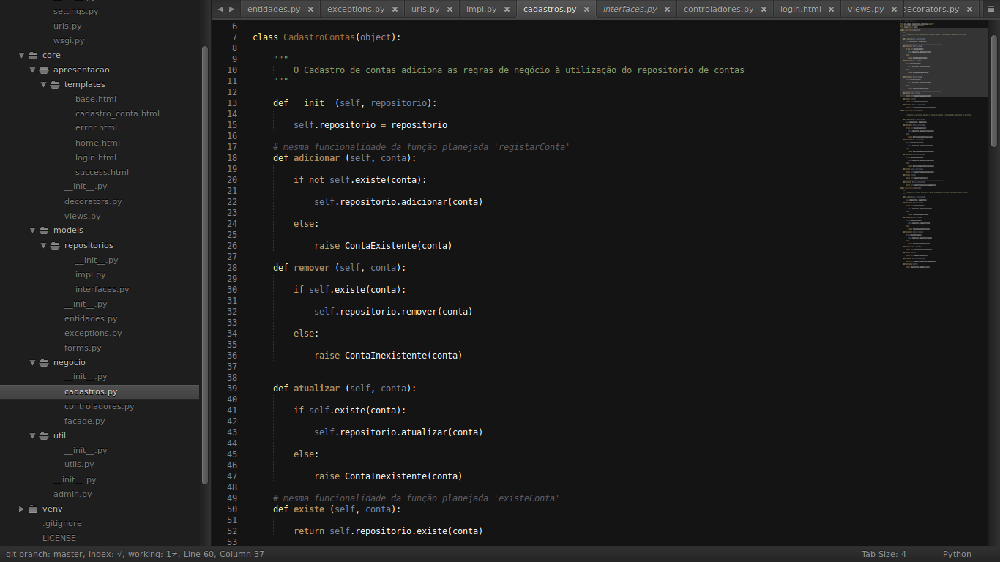 settings.py
urls.py
wsgi.py
core
apresentacao
templates
base.html
cadastro_conta.html
error.html
home.html
login.html
success.html
__init__.py
decorators.py
views.py
models
repositorios
__init__.py
impl.py
interfaces.py
__init__.py
entidades.py
exceptions.py
forms.py
negocio
__init__.py
cadastros.py
controladores.py
facade.py
util
__init__.py
utils.py
__init__.py
admin.py
venv
.gitignore
LICENSE
entidades.py × exceptions.py × urls.py × impl.py × cadastros.py × interfaces.py × controladores.py × login.html × views.py × decorators.py ×
6
7 class CadastroContas(object):
8
9 """
10 O Cadastro de contas adiciona as regras de negócio à utilização do repositório de contas
11 """
12
13 def __init__(self, repositorio):
14
15 self.repositorio = repositorio
16
17 # mesma funcionalidade da função planejada 'registarConta'
18 def adicionar (self, conta):
19
20 if not self.existe(conta):
21
22 self.repositorio.adicionar(conta)
23
24 else:
25
26 raise ContaExistente(conta)
27
28 def remover (self, conta):
29
30 if self.existe(conta):
31
32 self.repositorio.remover(conta)
33
34 else:
35
36 raise ContaInexistente(conta)
37
38
39 def atualizar (self, conta):
40
41 if self.existe(conta):
42
43 self.repositorio.atualizar(conta)
44
45 else:
46
47 raise ContaInexistente(conta)
48
49 # mesma funcionalidade da função planejada 'existeConta'
50 def existe (self, conta):
51
52 return self.repositorio.existe(conta)
53
git branch: master, index: √, working: 1≠, Line 60, Column 37
Tab Size: 4
Python